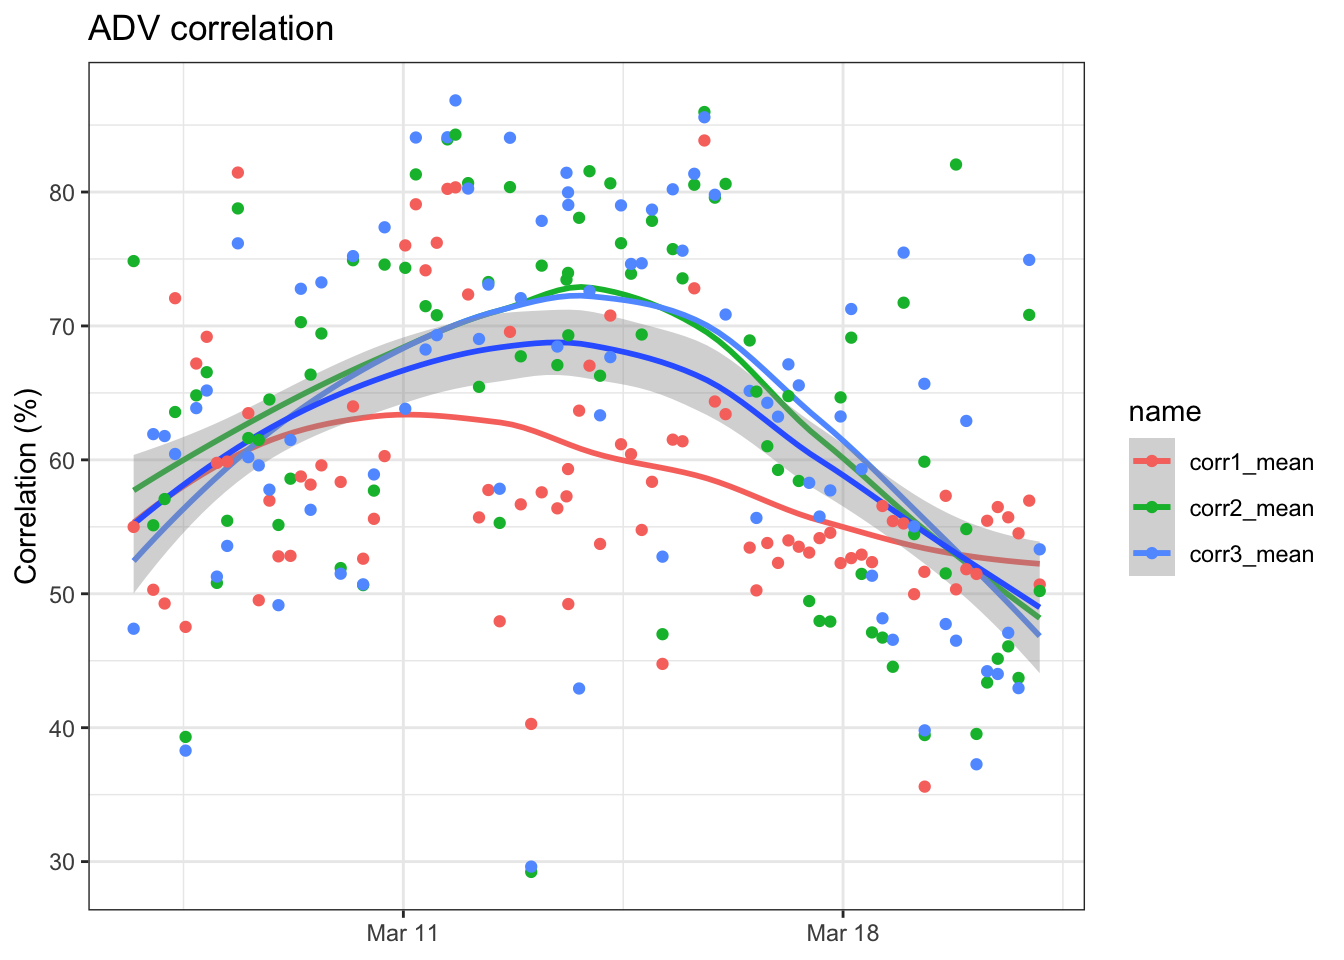 ADV correlation
Correlation (%)
80
70
60
50
40
30
Mar 11
Mar 18
name
corr1_mean
corr2_mean
corr3_mean